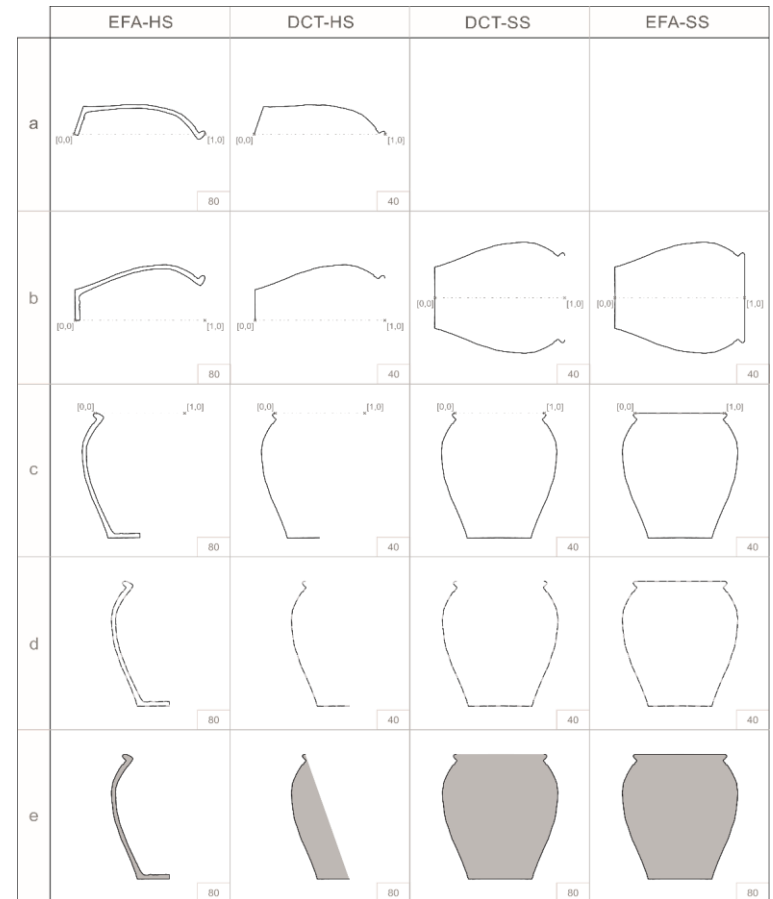 EFA-HS DCT-HS DCT-SS EFA-SS
a
[0,0] [1,0] [0,0] [1,0]
80 40
b
[0,0] [1,0] [0,0] [1,0]
[0,0] [1,0] [0,0] [1,0]
80 40 40 40
c
[0,0] [1,0] [0,0] [1,0] [0,0] [1,0] [0,0] [1,0]
80 40 40 40
d
80 40 40 40
e
80 80 80 80